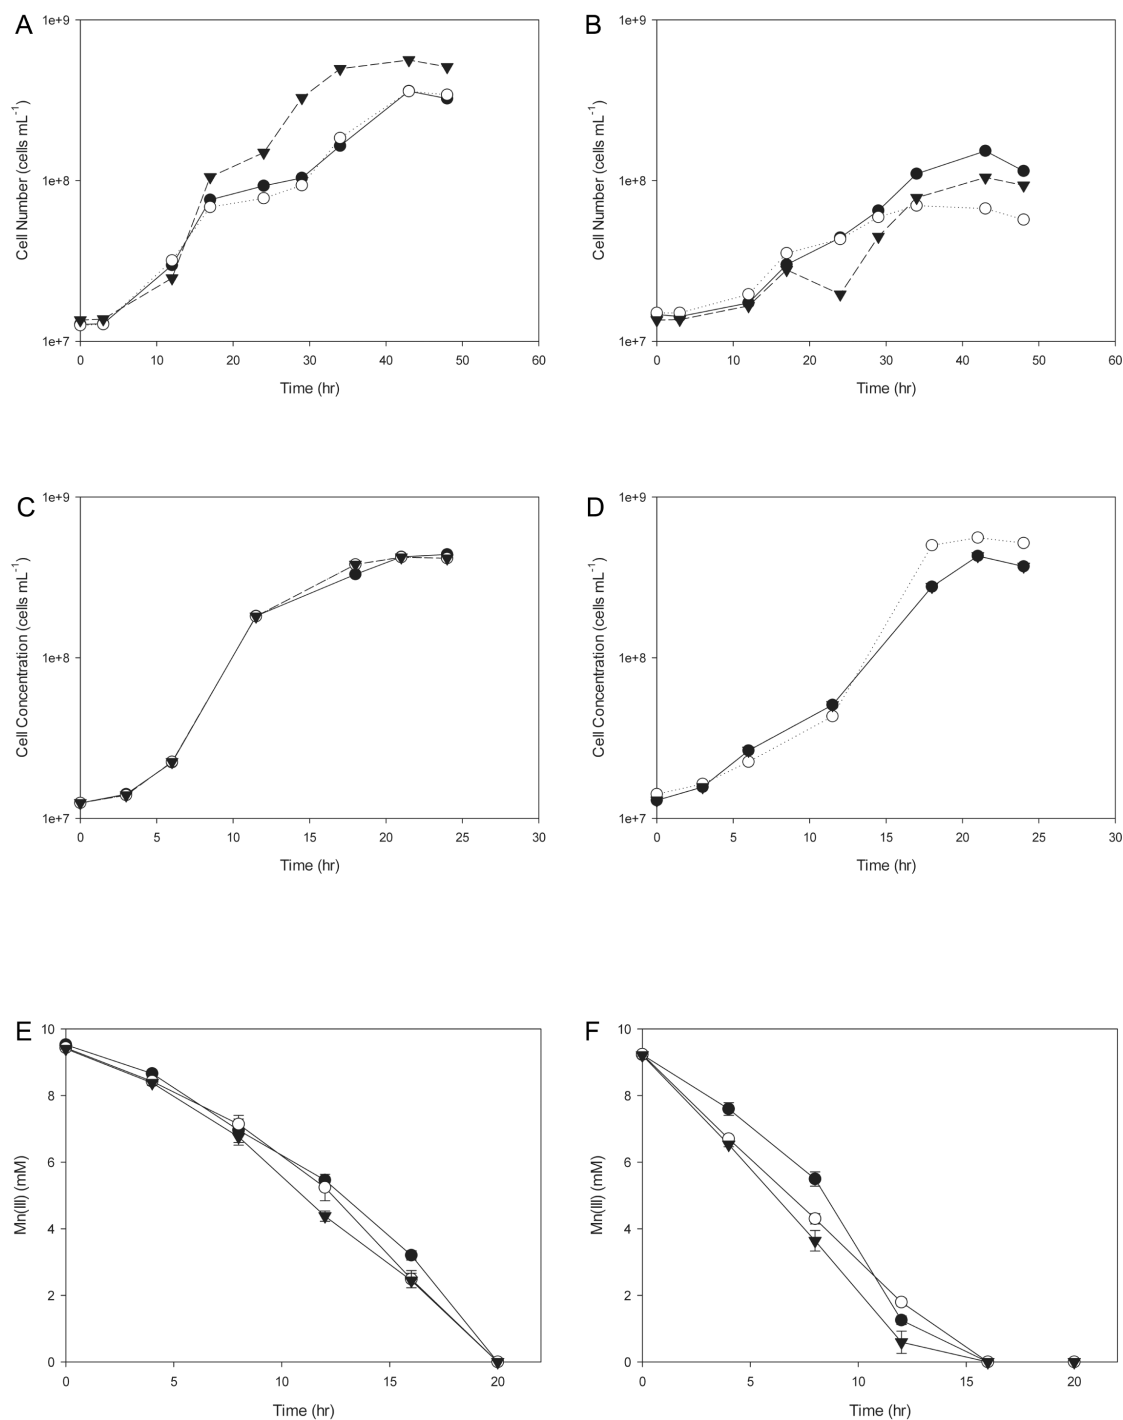 A
B
1e+9
1e+8
1e+7
Cell Number (cells mL⁻¹)
0 10 20 30 40 50 60
Time (hr)
1e+9
1e+8
1e+7
Cell Number (cells mL⁻¹)
0 10 20 30 40 50 60
Time (hr)
C
D
1e+9
1e+8
1e+7
Cell Concentration (cells mL⁻¹)
0 5 10 15 20 25 30
Time (hr)
1e+9
1e+8
1e+7
Cell Concentration (cells mL⁻¹)
0 5 10 15 20 25 30
Time (hr)
E
F
10
8
6
4
2
0
Mn(III) (mM)
0 5 10 15 20
Time (hr)
10
8
6
4
2
0
Mn(III) (mM)
0 5 10 15 20
Time (hr)